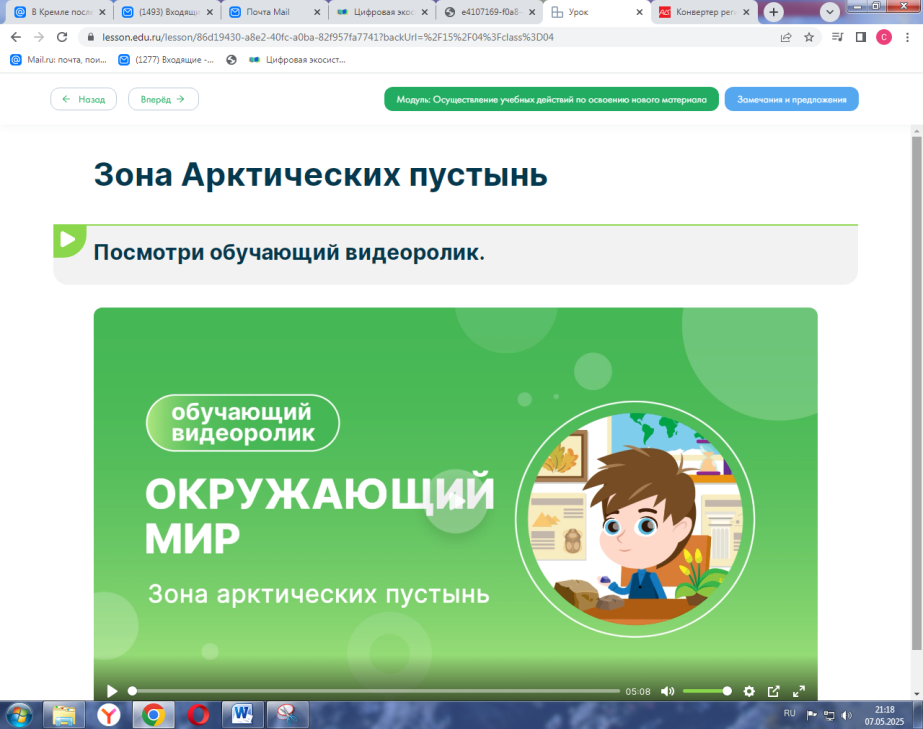 В Кремле посл
(1493) Входящи
Почта Mail
Цифровая экос
e4107169-f0a8-
Урок
Конвертер реги
lesson.edu.ru/lesson/86d19430-a8e2-40fc-a0ba-82f957fa7741?backUrl=%2F15%2F04%3Fclass%3D04
Mail.ru: почта, пои...
(1277) Входящие -...
Цифровая экосист...
Назад
Вперёд
Модуль: Осуществление учебных действий по освоению нового материала
Замечания и предложения
Зона Арктических пустынь
Посмотри обучающий видеоролик.
обучающий
видеоролик
ОКРУЖАЮЩИЙ
МИР
Зона арктических пустынь
05:08
RU
21:18
07.05.2025